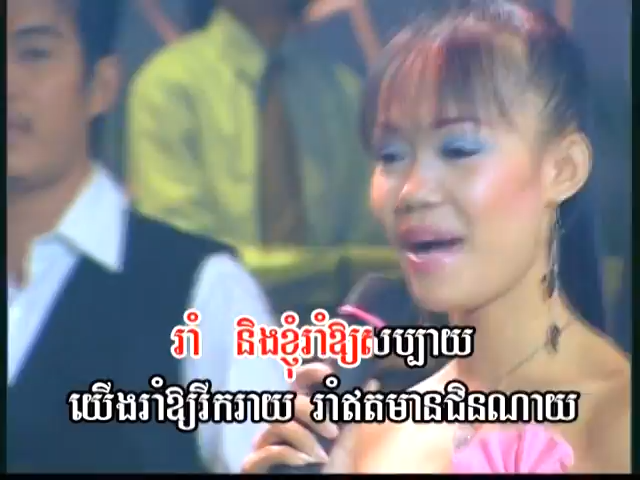 រាំ និងខ្ញុំរាំឱ្យសប្បាយ
យើងរាំឱ្យរីករាយ រាំឥតមានជិនណាយ